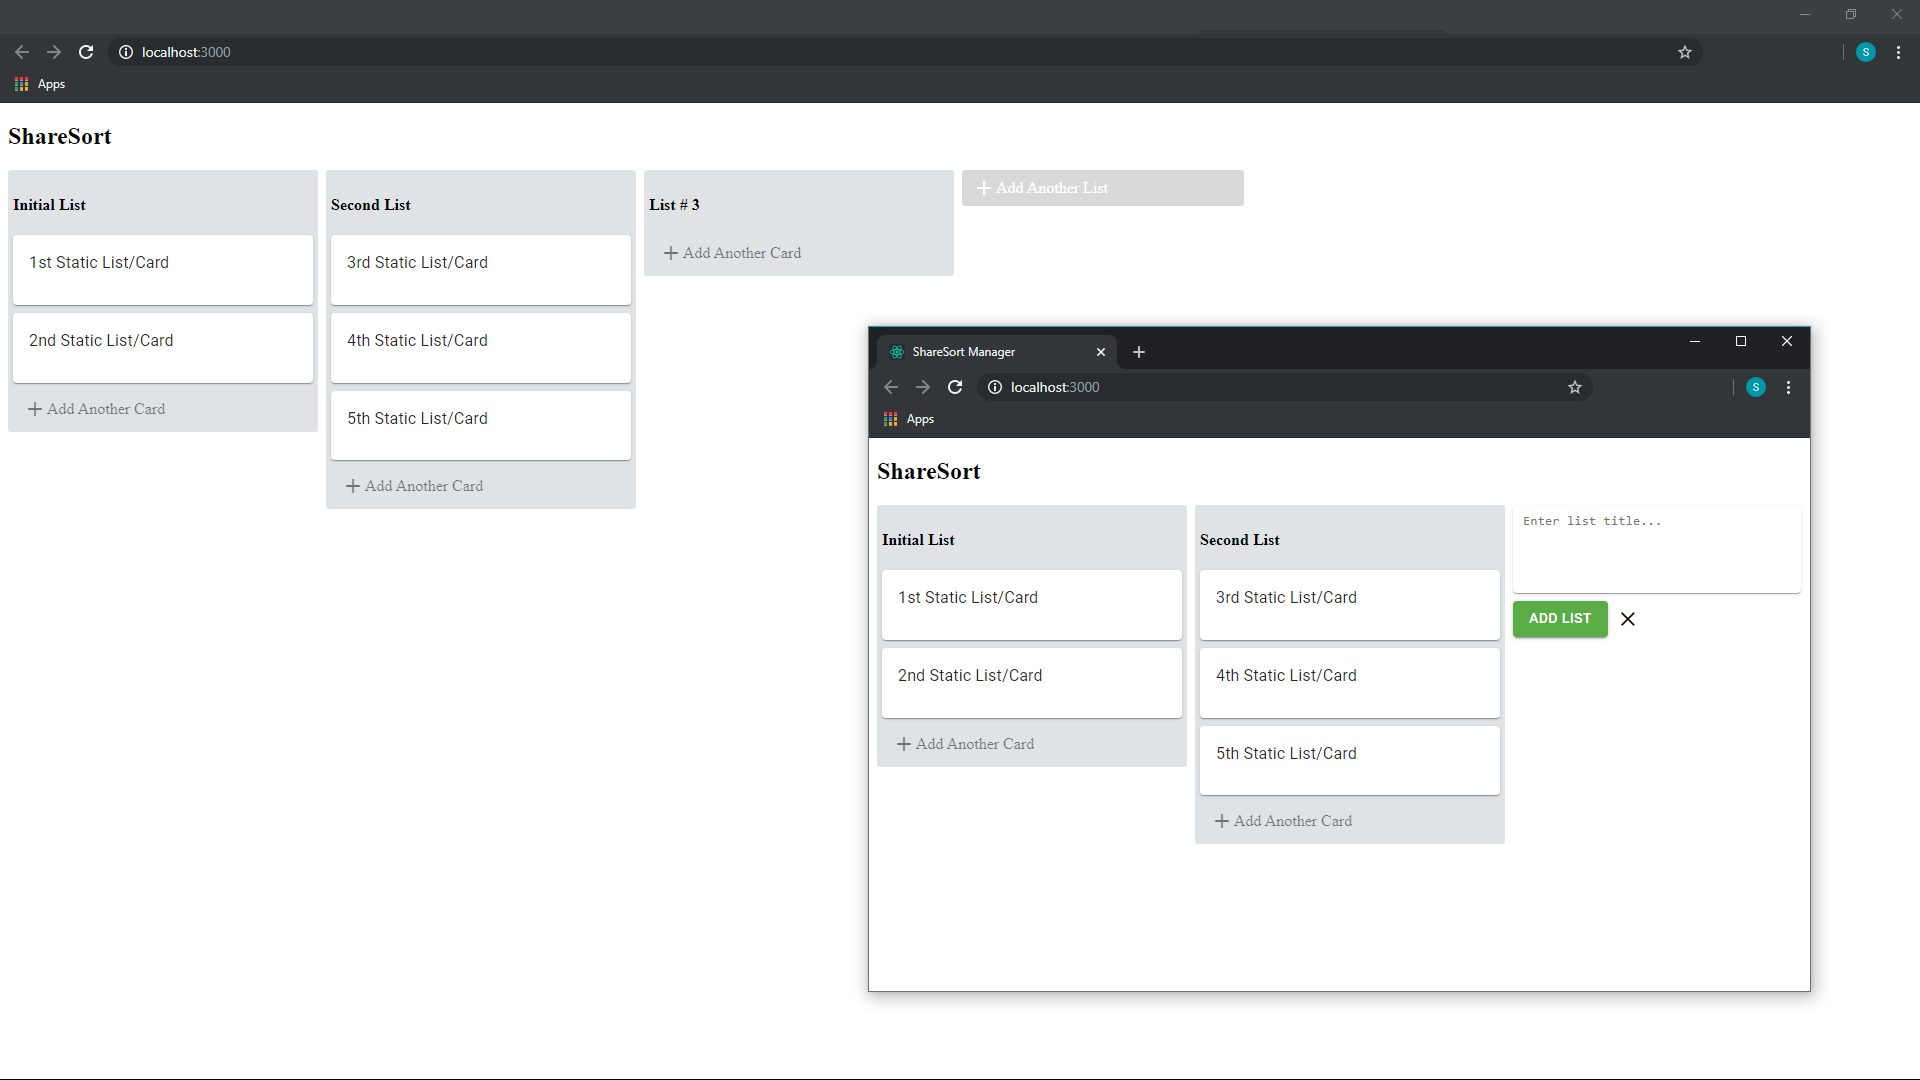 localhost:3000
S
Apps
ShareSort
Initial List
1st Static List/Card
2nd Static List/Card
+ Add Another Card
Second List
3rd Static List/Card
4th Static List/Card
5th Static List/Card
+ Add Another Card
List # 3
+ Add Another Card
+ Add Another List
ShareSort Manager
localhost:3000
S
Apps
ShareSort
Initial List
1st Static List/Card
2nd Static List/Card
+ Add Another Card
Second List
3rd Static List/Card
4th Static List/Card
5th Static List/Card
+ Add Another Card
Enter list title...
ADD LIST